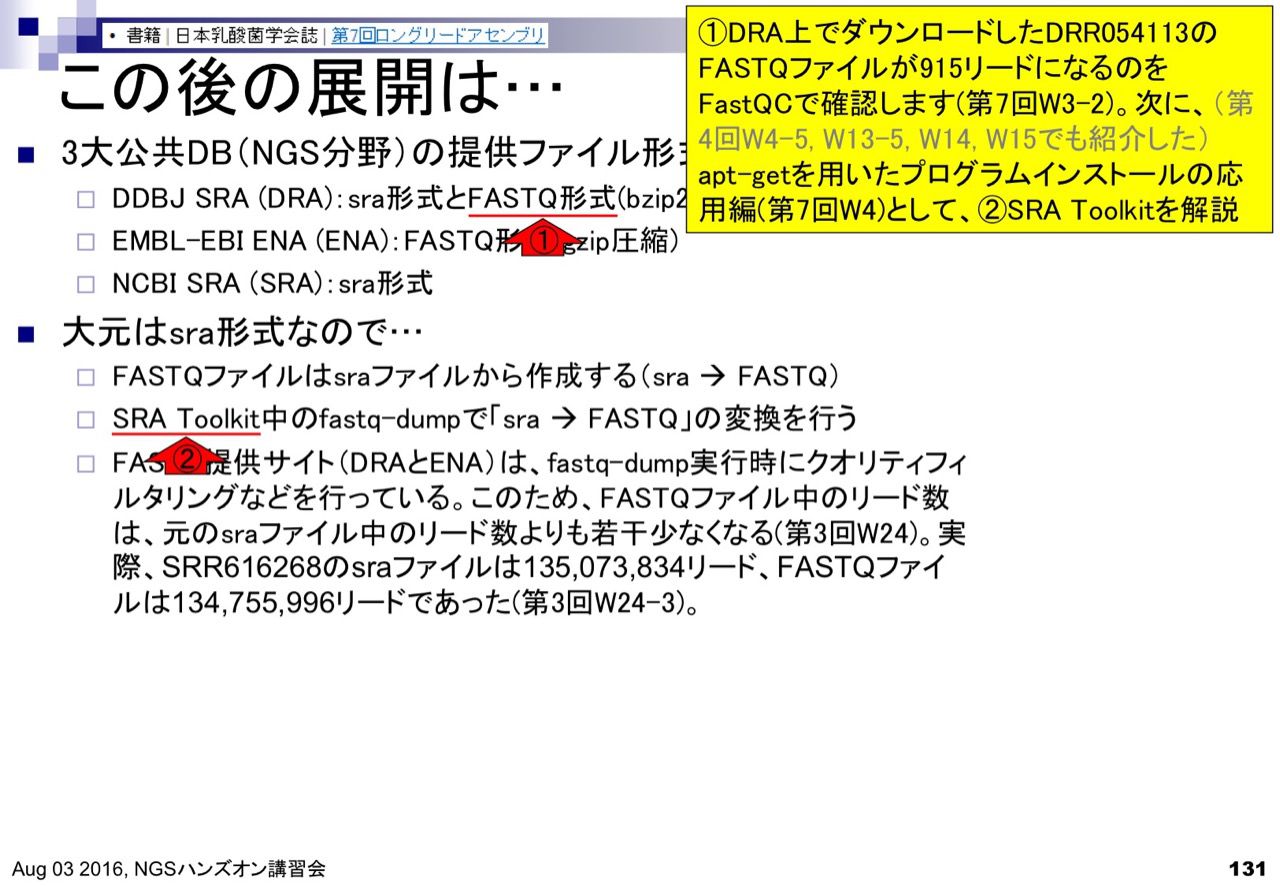 • 書籍 | 日本乳酸菌学会誌 | 第7回ロングリードアセンブリ
この後の展開は…
①DRA上でダウンロードしたDRR054113の
FASTQファイルが915リードになるのを
FastQCで確認します(第7回W3-2)。次に、（第
4回W4-5, W13-5, W14, W15でも紹介した）
apt-getを用いたプログラムインストールの応
用編(第7回W4)として、②SRA Toolkitを解説
3大公共DB（NGS分野）の提供ファイル形
DDBJ SRA (DRA)：sra形式とFASTQ形式(bzip2
EMBL-EBI ENA (ENA)：FASTQ形 gzip圧縮）
①
NCBI SRA (SRA)：sra形式
大元はsra形式なので…
FASTQファイルはsraファイルから作成する（sra → FASTQ）
SRA Toolkit中のfastq-dumpで「sra → FASTQ」の変換を行う
②
FAS 提供サイト（DRAとENA）は、fastq-dump実行時にクオリティフィ
ルタリングなどを行っている。このため、FASTQファイル中のリード数
は、元のsraファイル中のリード数よりも若干少なくなる(第3回W24)。実
際、SRR616268のsraファイルは135,073,834リード、FASTQファイ
ルは134,755,996リードであった(第3回W24-3)。
Aug 03 2016, NGSハンズオン講習会
131